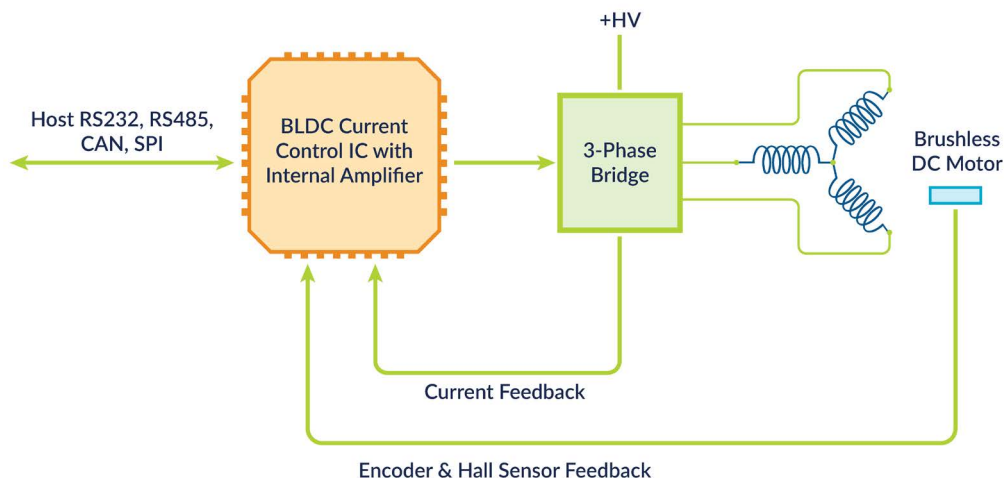 +HV
Host RS232, RS485,
CAN, SPI
BLDC Current
Control IC with
Internal Amplifier
3-Phase
Bridge
Brushless
DC Motor
Current Feedback
Encoder & Hall Sensor Feedback